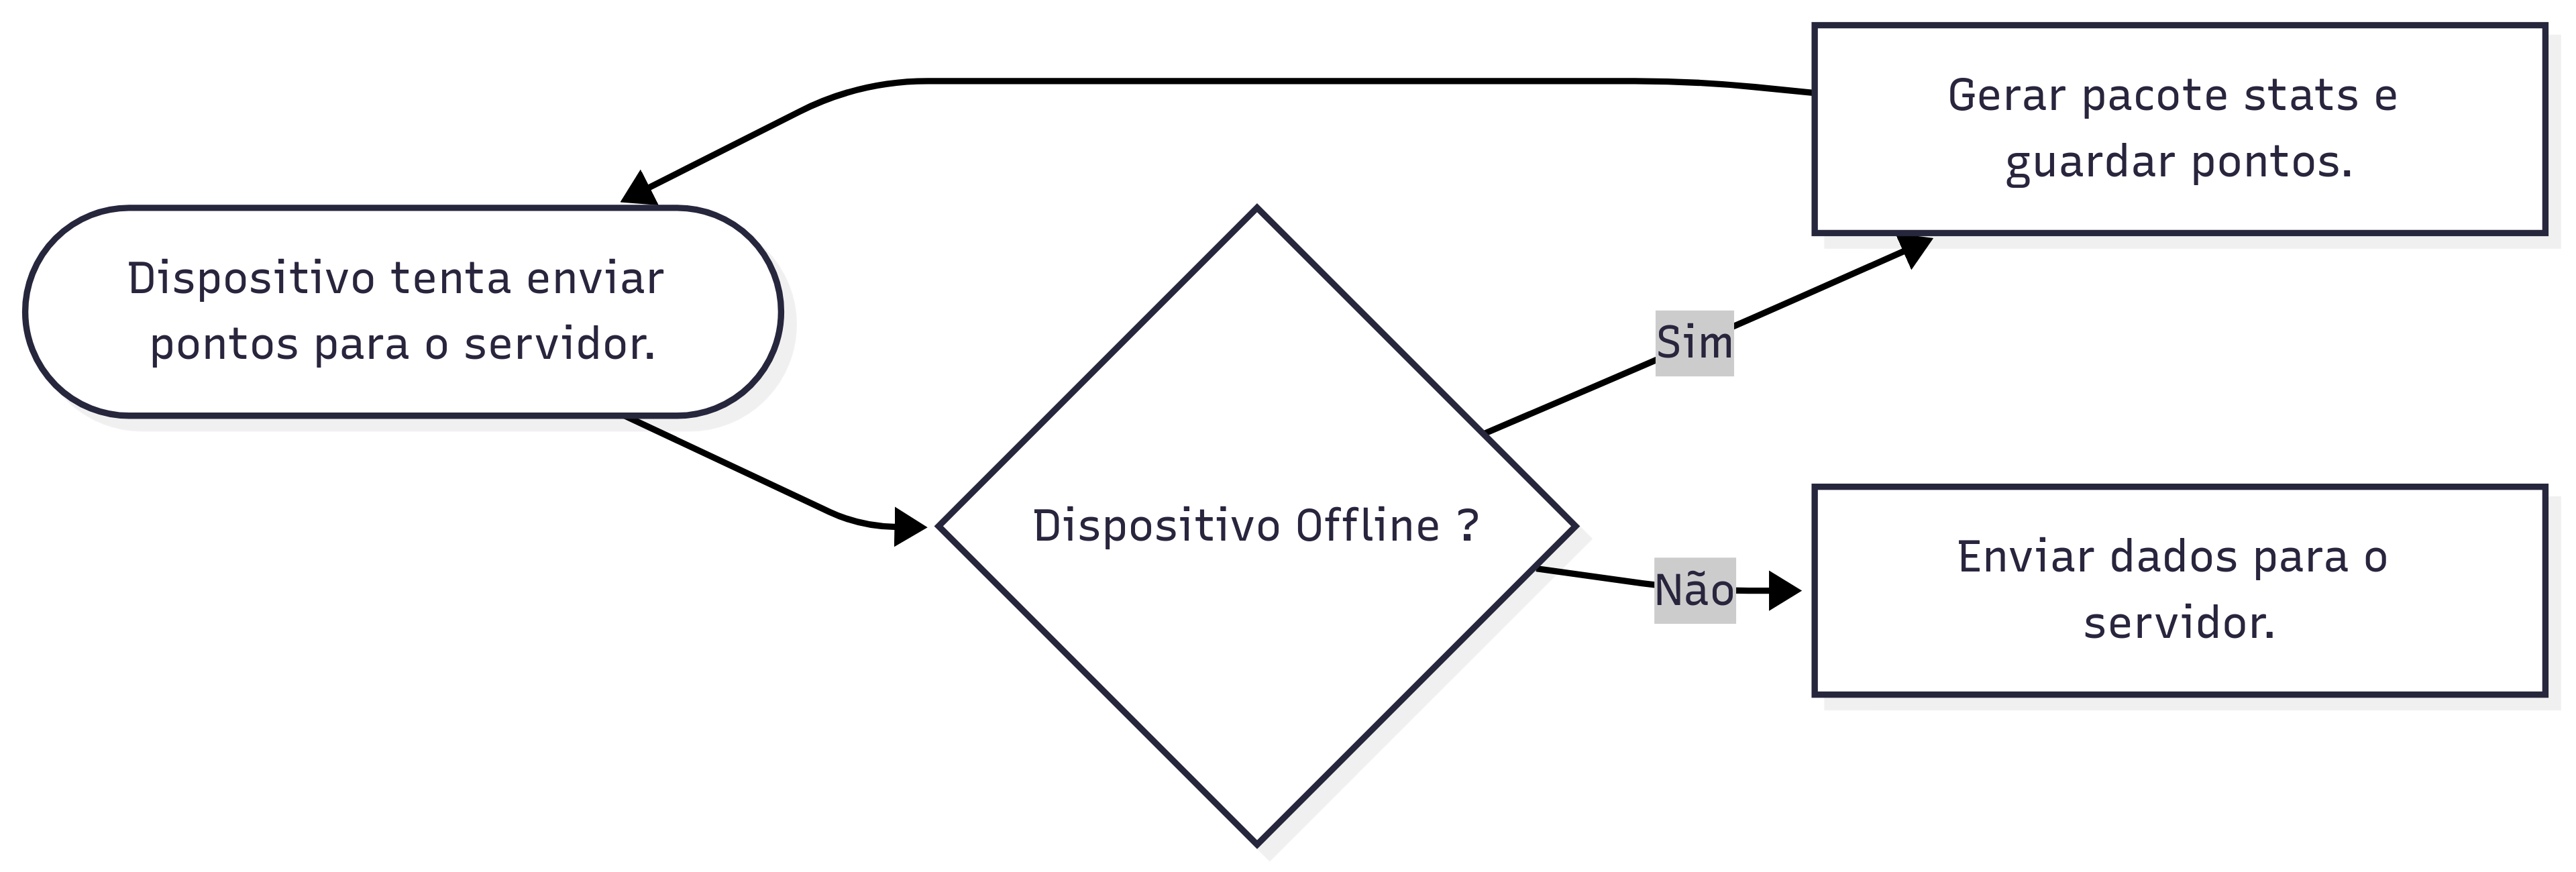 Dispositivo tenta enviar
pontos para o servidor.
Dispositivo Offline ?
Sim
Gerar pacote stats e
guardar pontos.
Não
Enviar dados para o
servidor.